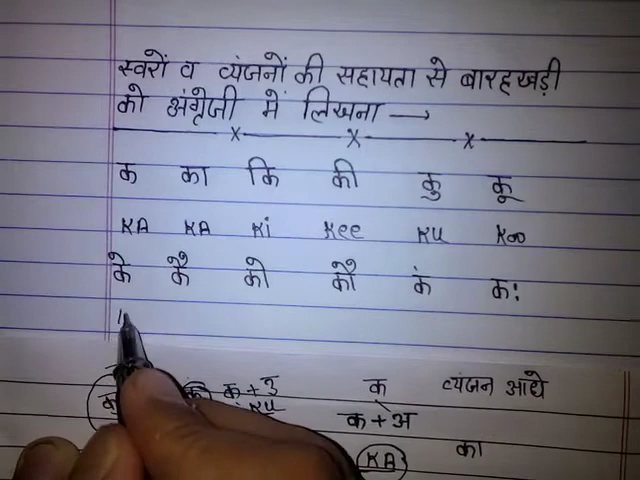 स्वरों व व्यंजनों की सहायता से बारहखड़ी
को अंग्रेजी में लिखना →
क का कि की कु कू
KA KA Ki Kee Ku Koo
के कै को कौ कं कः
क + उ क व्यंजन आधे
Ku क + अ
KA का